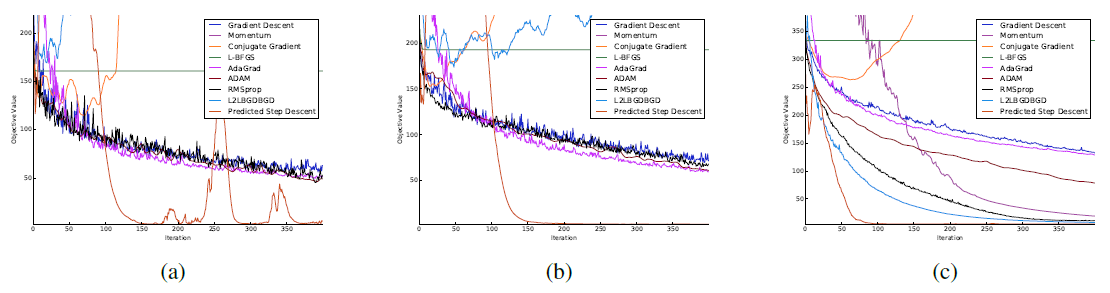 Objective Value
200
150
100
50
0 50 100 150 200 250 300 350
Iteration
Gradient Descent
Momentum
Conjugate Gradient
L-BFGS
AdaGrad
ADAM
RMSprop
L2LBGDBGD
Predicted Step Descent
(a)
Objective Value
200
150
100
50
0 50 100 150 200 250 300 350
Iteration
Gradient Descent
Momentum
Conjugate Gradient
L-BFGS
AdaGrad
ADAM
RMSprop
L2LBGDBGD
Predicted Step Descent
(b)
Objective Value
350
300
250
200
150
100
50
0 50 100 150 200 250 300 350
Iteration
Gradient Descent
Momentum
Conjugate Gradient
L-BFGS
AdaGrad
ADAM
RMSprop
L2LBGDBGD
Predicted Step Descent
(c)